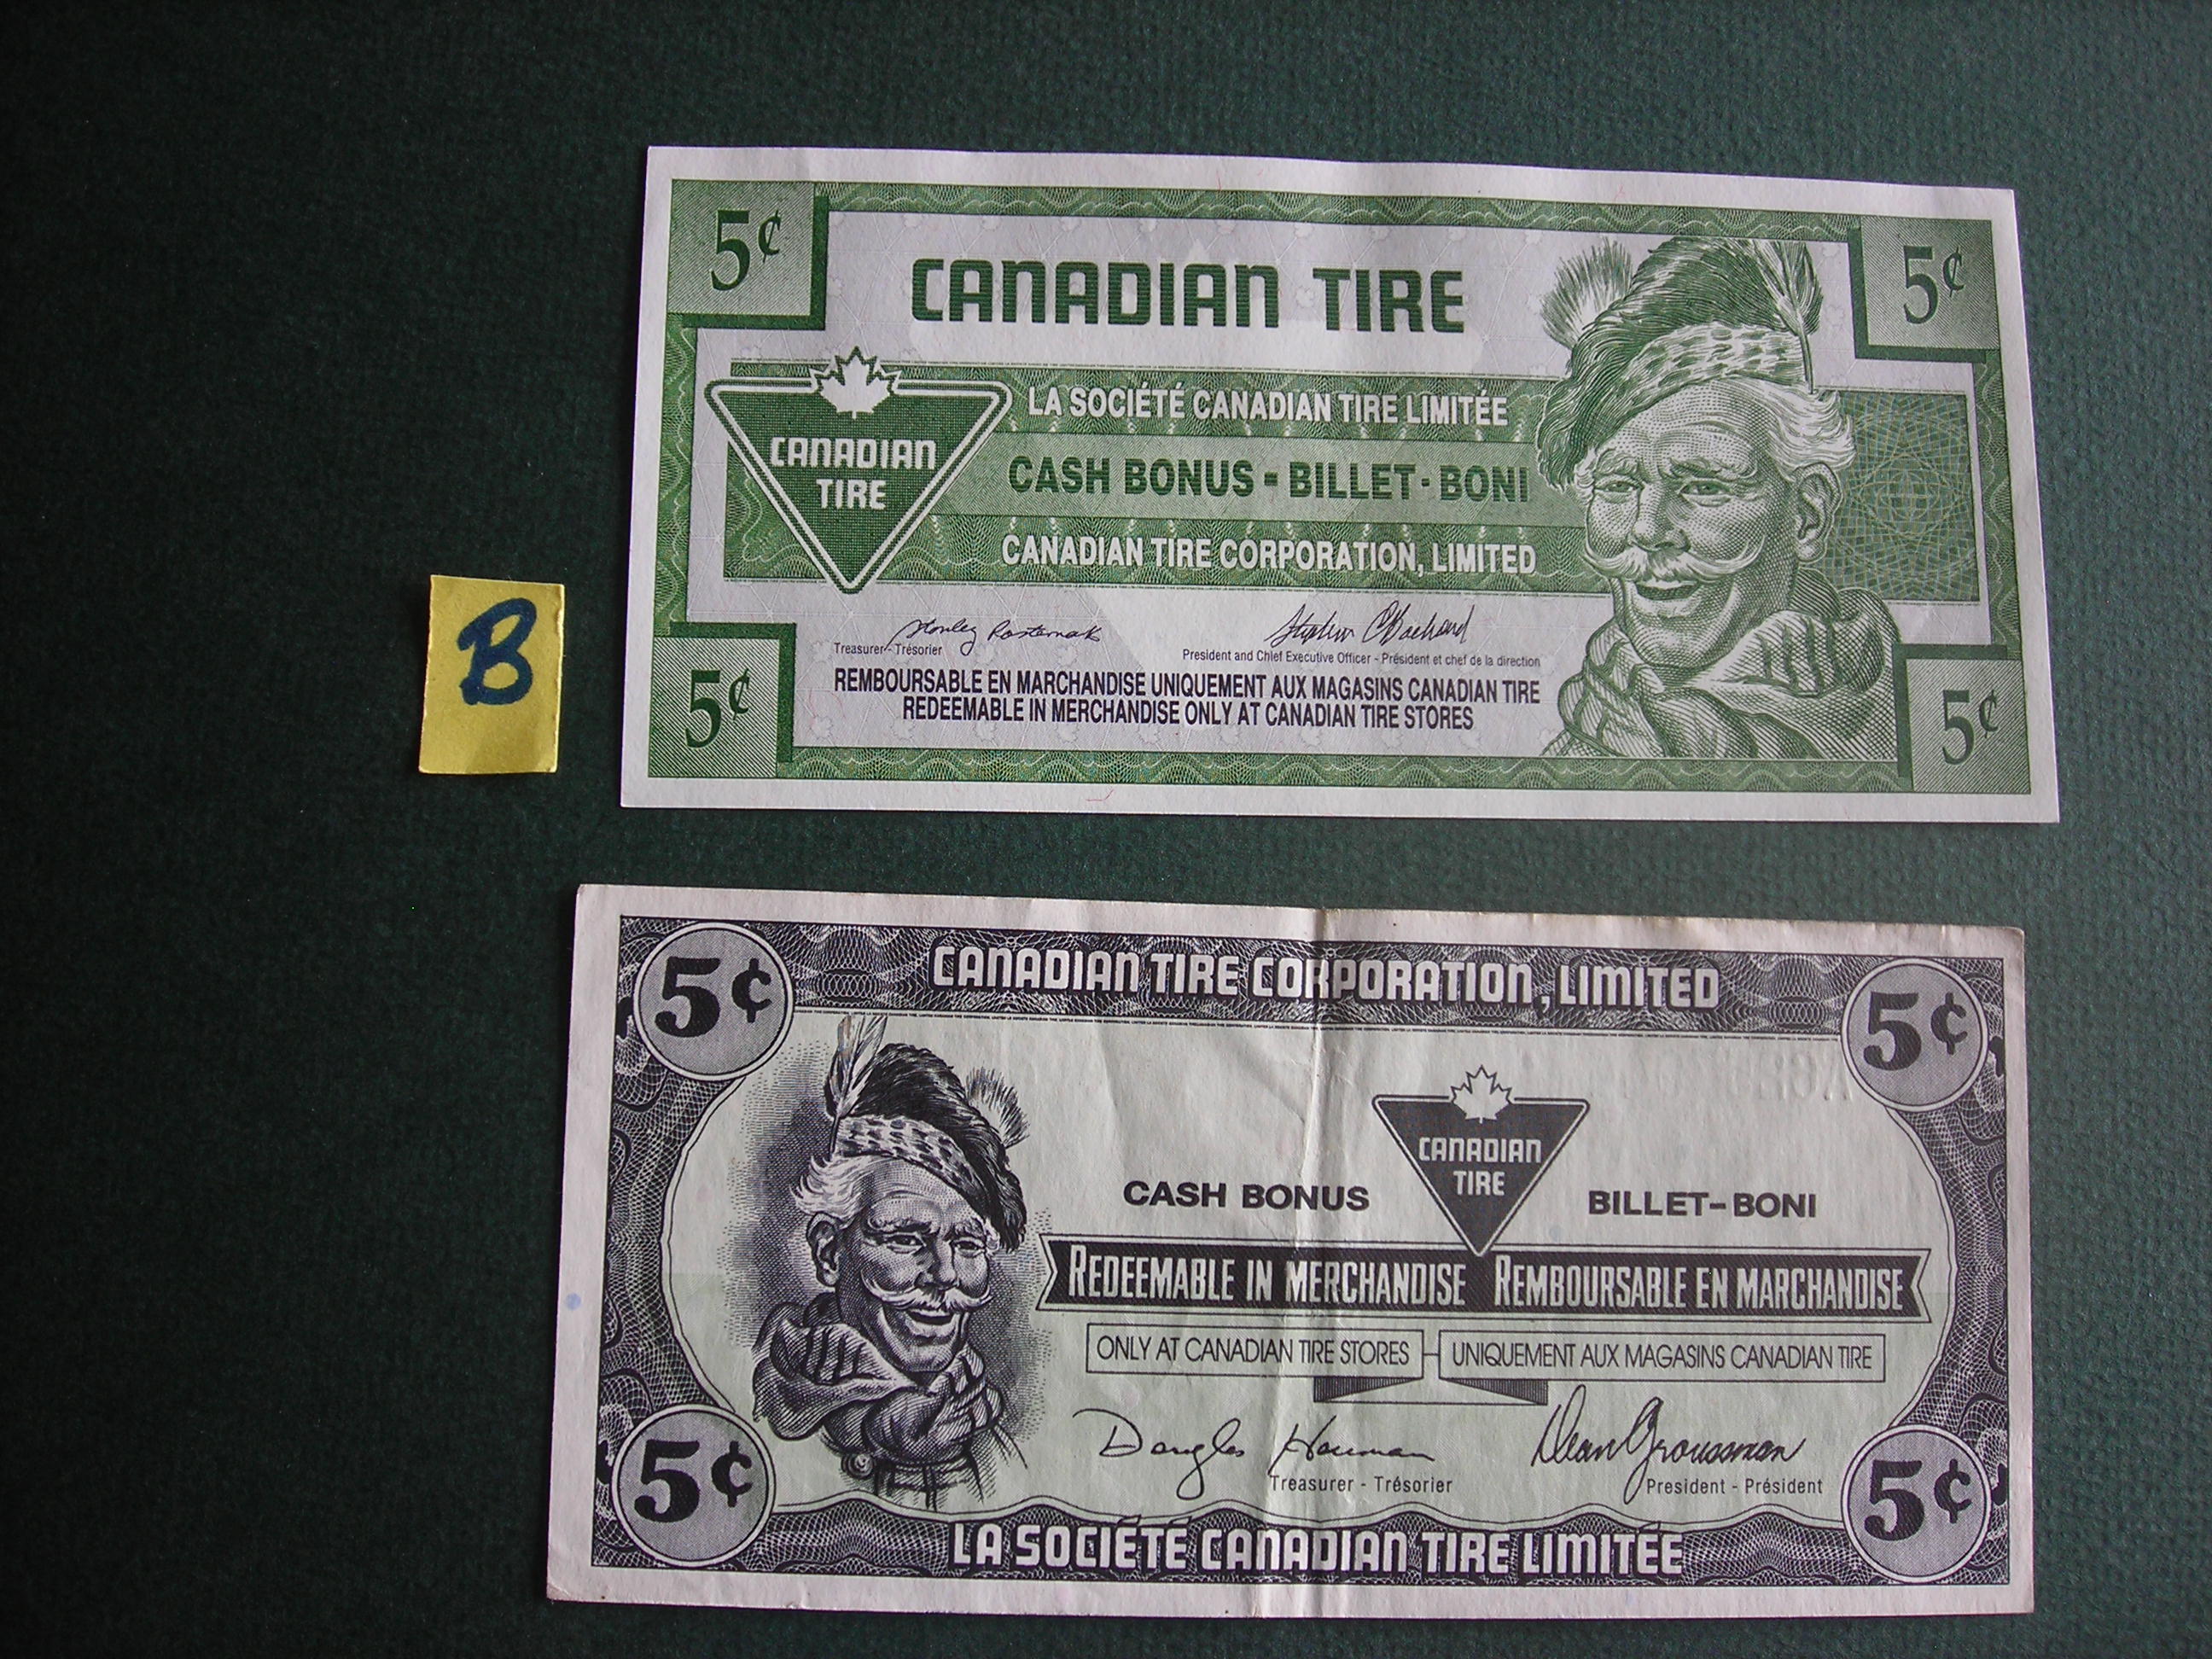 5¢
5¢
CANADIAN TIRE
CANADIAN
TIRE
LA SOCIÉTÉ CANADIAN TIRE LIMITÉE
CASH BONUS - BILLET - BONI
CANADIAN TIRE CORPORATION, LIMITED
Treasurer - Trésorier
President and Chief Executive Officer - Président et chef de la direction
REMBOURSABLE EN MARCHANDISE UNIQUEMENT AUX MAGASINS CANADIAN TIRE
REDEEMABLE IN MERCHANDISE ONLY AT CANADIAN TIRE STORES
5¢
5¢
B
5¢
CANADIAN TIRE CORPORATION, LIMITED
5¢
CANADIAN
TIRE
CASH BONUS
BILLET-BONI
REDEEMABLE IN MERCHANDISE REMBOURSABLE EN MARCHANDISE
ONLY AT CANADIAN TIRE STORES UNIQUEMENT AUX MAGASINS CANADIAN TIRE
Dean Groussman
Treasurer - Trésorier
President - Président
5¢
5¢
LA SOCIÉTÉ CANADIAN TIRE LIMITÉE